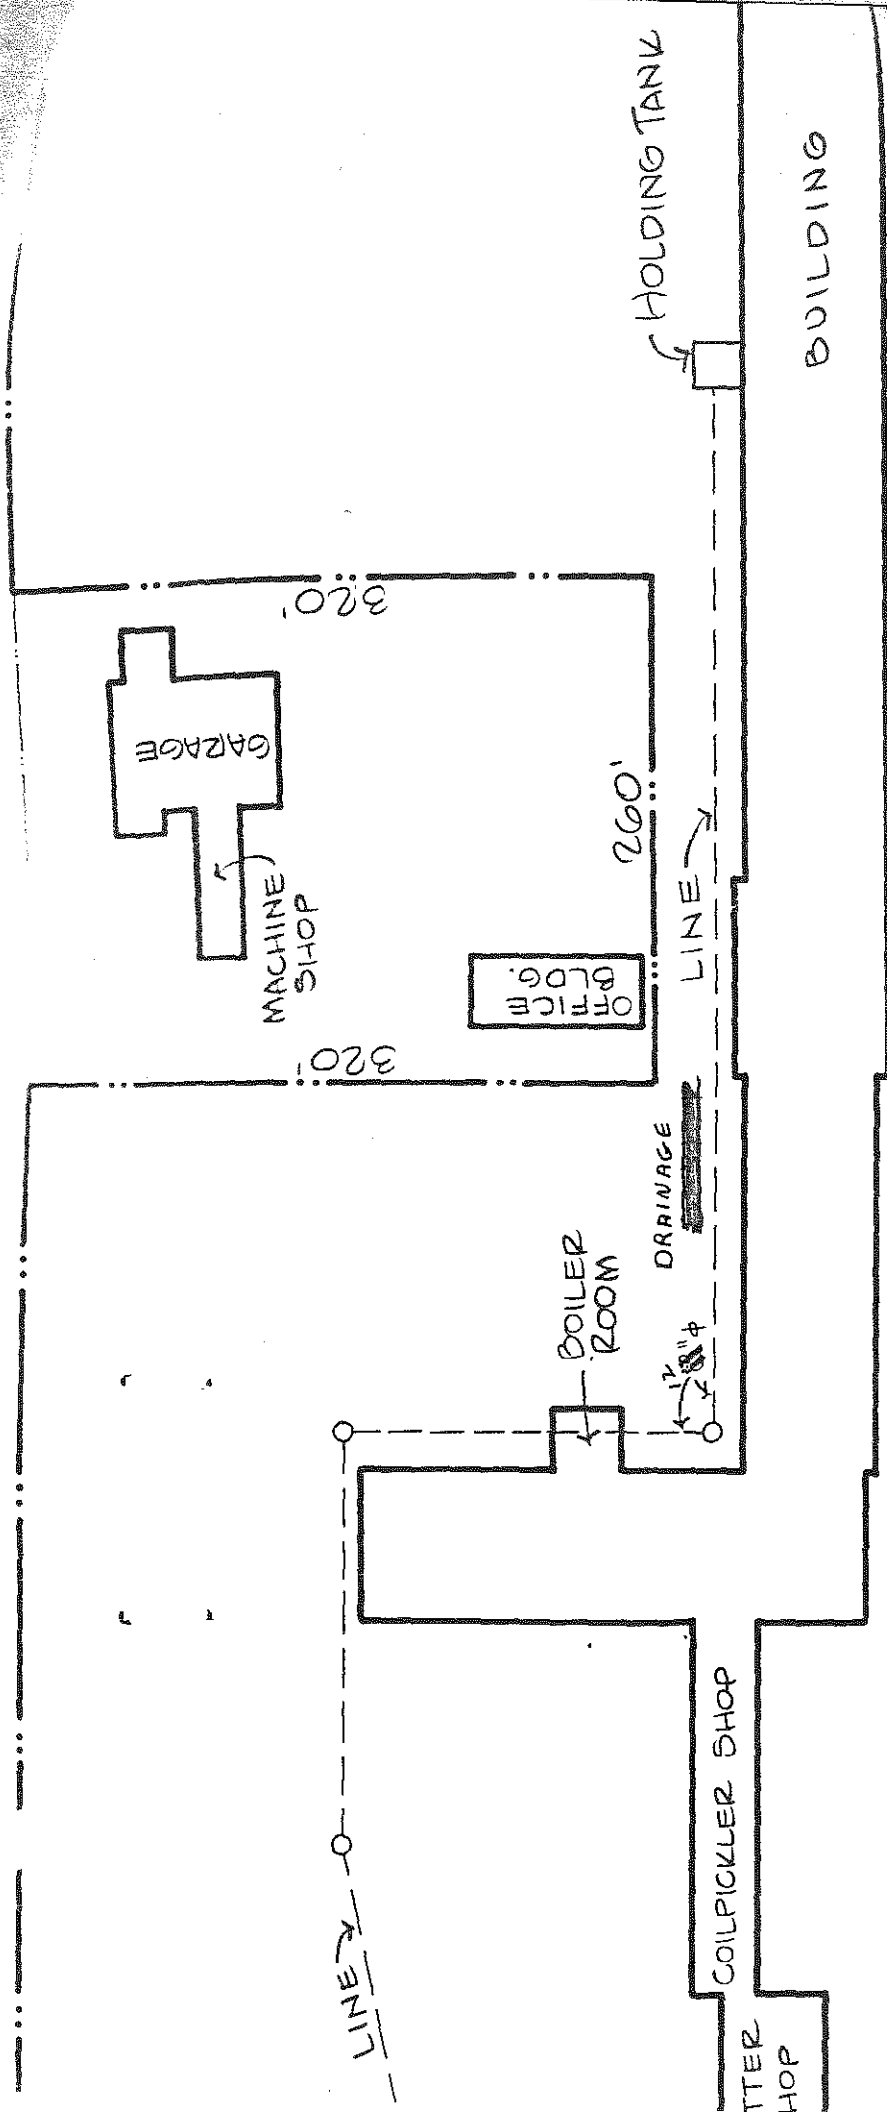 HOLDING TANK
BUILDING
320'
GARAGE
MACHINE
SHOP
260'
LINE
OFFICE
BLDG.
320'
DRAINAGE
BOILER
ROOM
12"φ
COILPICKLER SHOP
LINE
TTER
HOP